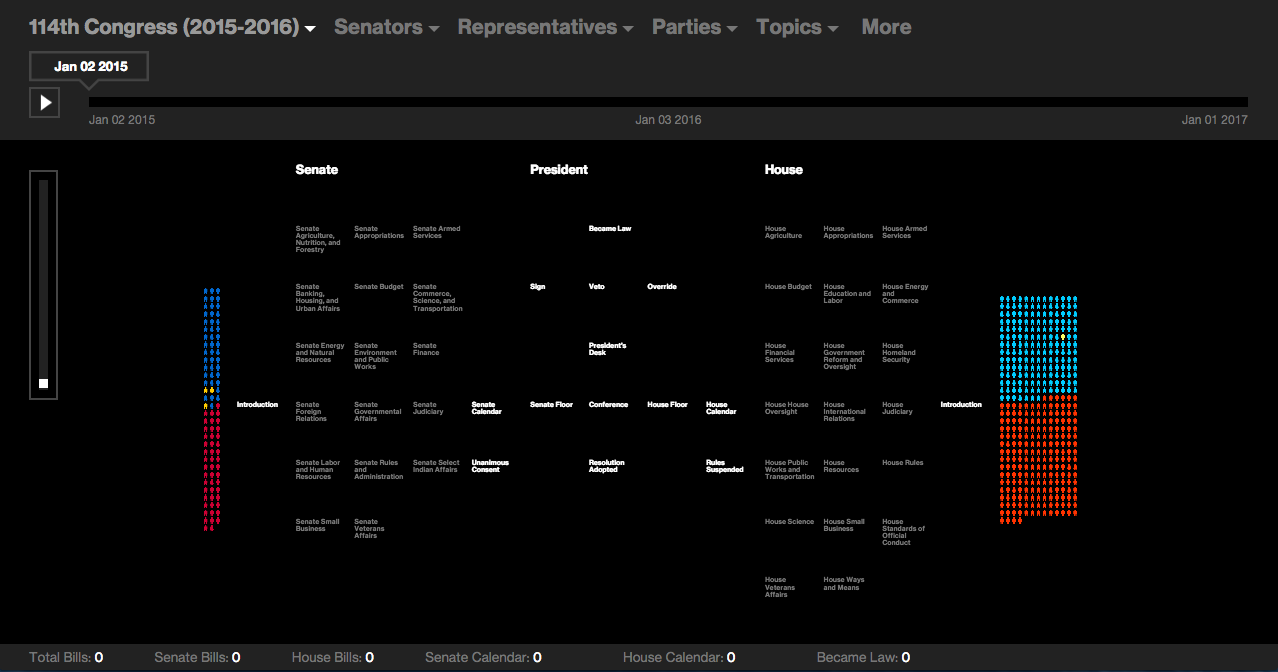 114th Congress (2015-2016) Senators Representatives Parties Topics More
Jan 02 2015
Jan 02 2015 Jan 03 2016 Jan 01 2017
Senate President House
Senate Agriculture, Nutrition, and Forestry
Senate Appropriations
Senate Armed Services
Became Law
House Agriculture
House Appropriations
House Armed Services
Senate Banking, Housing, and Urban Affairs
Senate Budget
Senate Commerce, Science, and Transportation
Sign
Veto
Override
House Budget
House Education and Labor
House Energy and Commerce
Senate Energy and Natural Resources
Senate Environment and Public Works
Senate Finance
President's Desk
House Financial Services
House Government Reform and Oversight
House Homeland Security
Introduction
Senate Foreign Relations
Senate Governmental Affairs
Senate Judiciary
Senate Calendar
Senate Floor
Conference
House Floor
House Calendar
House House Oversight
House International Relations
House Judiciary
Introduction
Senate Labor and Human Resources
Senate Rules and Administration
Senate Select Indian Affairs
Unanimous Consent
Resolution Adopted
Rules Suspended
House Public Works and Transportation
House Resources
House Rules
Senate Small Business
Senate Veterans Affairs
House Science
House Small Business
House Standards of Official Conduct
House Veterans Affairs
House Ways and Means
Total Bills: 0 Senate Bills: 0 House Bills: 0 Senate Calendar: 0 House Calendar: 0 Became Law: 0